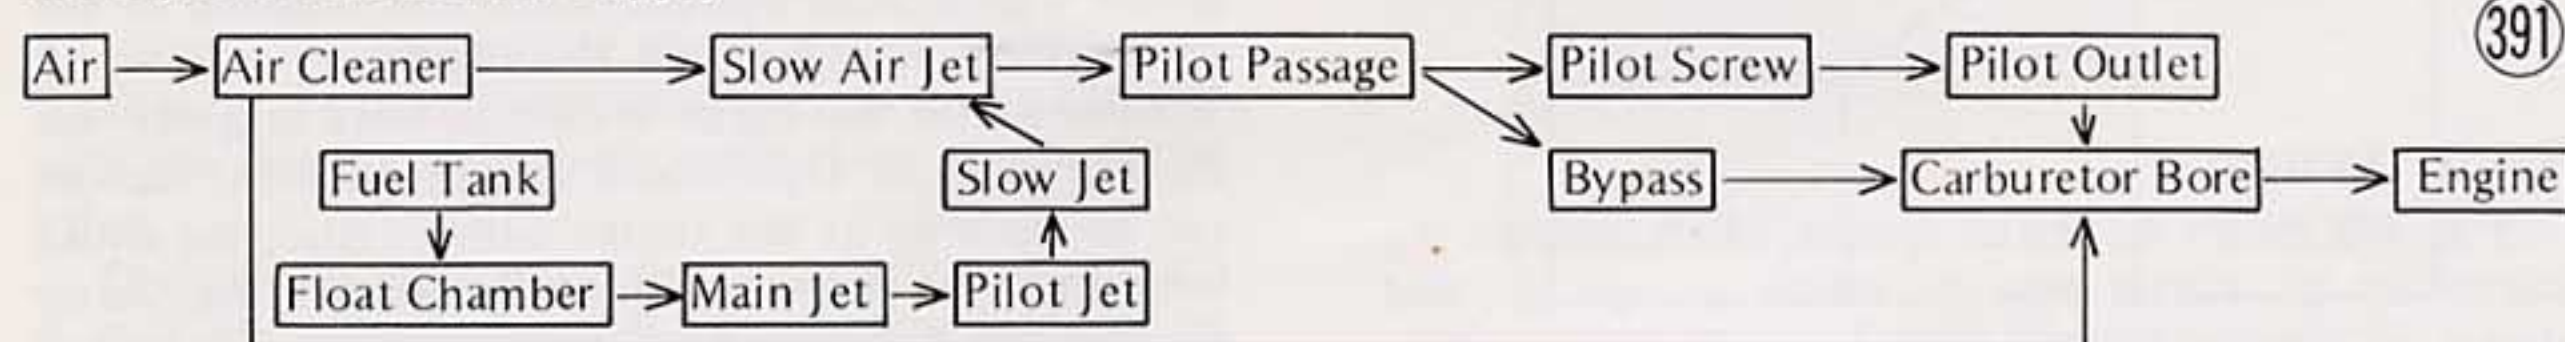 Air Air Cleaner Slow Air Jet Pilot Passage Pilot Screw Pilot Outlet 391
Fuel Tank Slow Jet Bypass Carburetor Bore Engine
Float Chamber Main Jet Pilot Jet